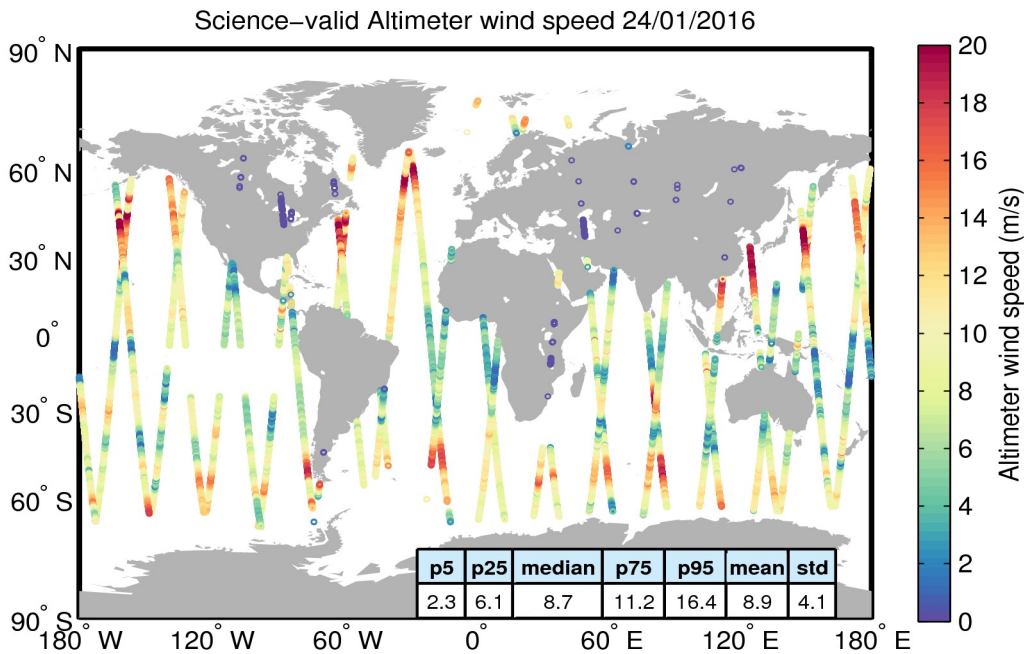 Science−valid Altimeter wind speed 24/01/2016
90° N
60° N
30° N
0°
30° S
60° S
90° S
180° W
120° W
60° W
0°
60° E
120° E
180° E
p5 p25 median p75 p95 mean std
2.3 6.1 8.7 11.2 16.4 8.9 4.1
20
18
16
14
12
10
8
6
4
2
0
Altimeter wind speed (m/s)